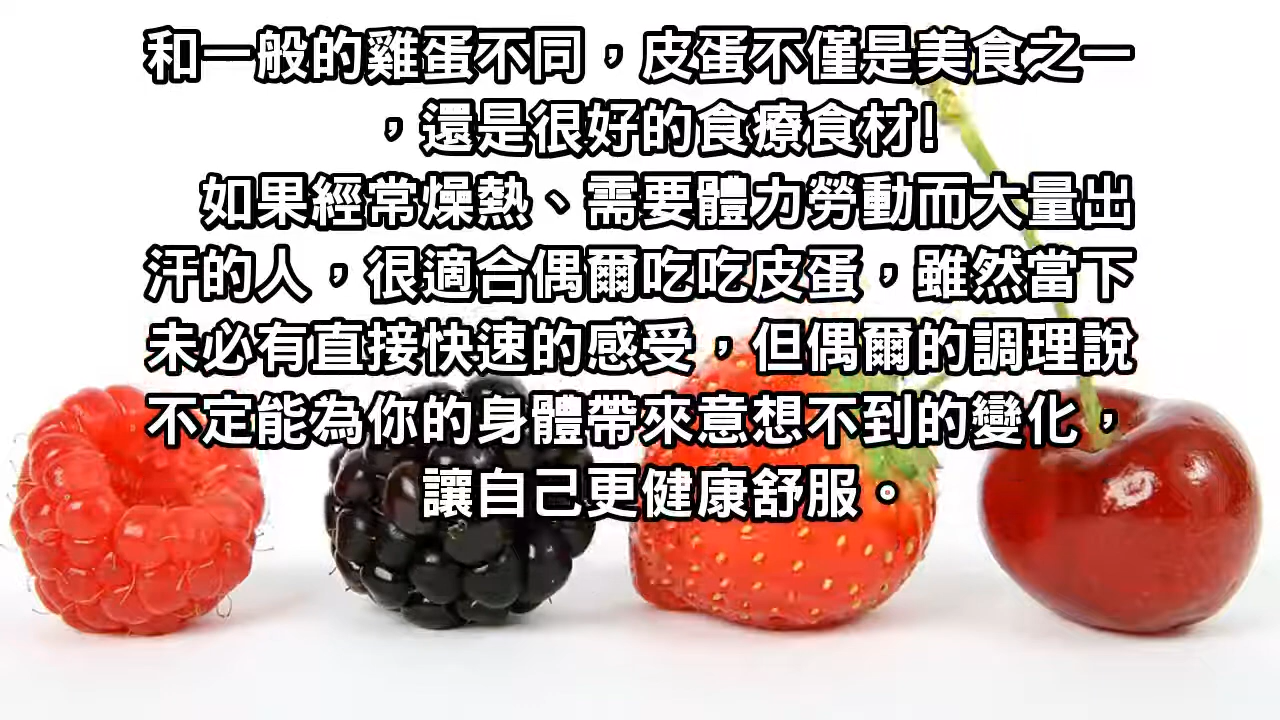 和一般的雞蛋不同，皮蛋不僅是美食之一
，還是很好的食療食材!
如果經常燥熱、需要體力勞動而大量出
汗的人，很適合偶爾吃吃皮蛋，雖然當下
未必有直接快速的感受，但偶爾的調理說
不定能為你的身體帶來意想不到的變化，
讓自己更健康舒服。